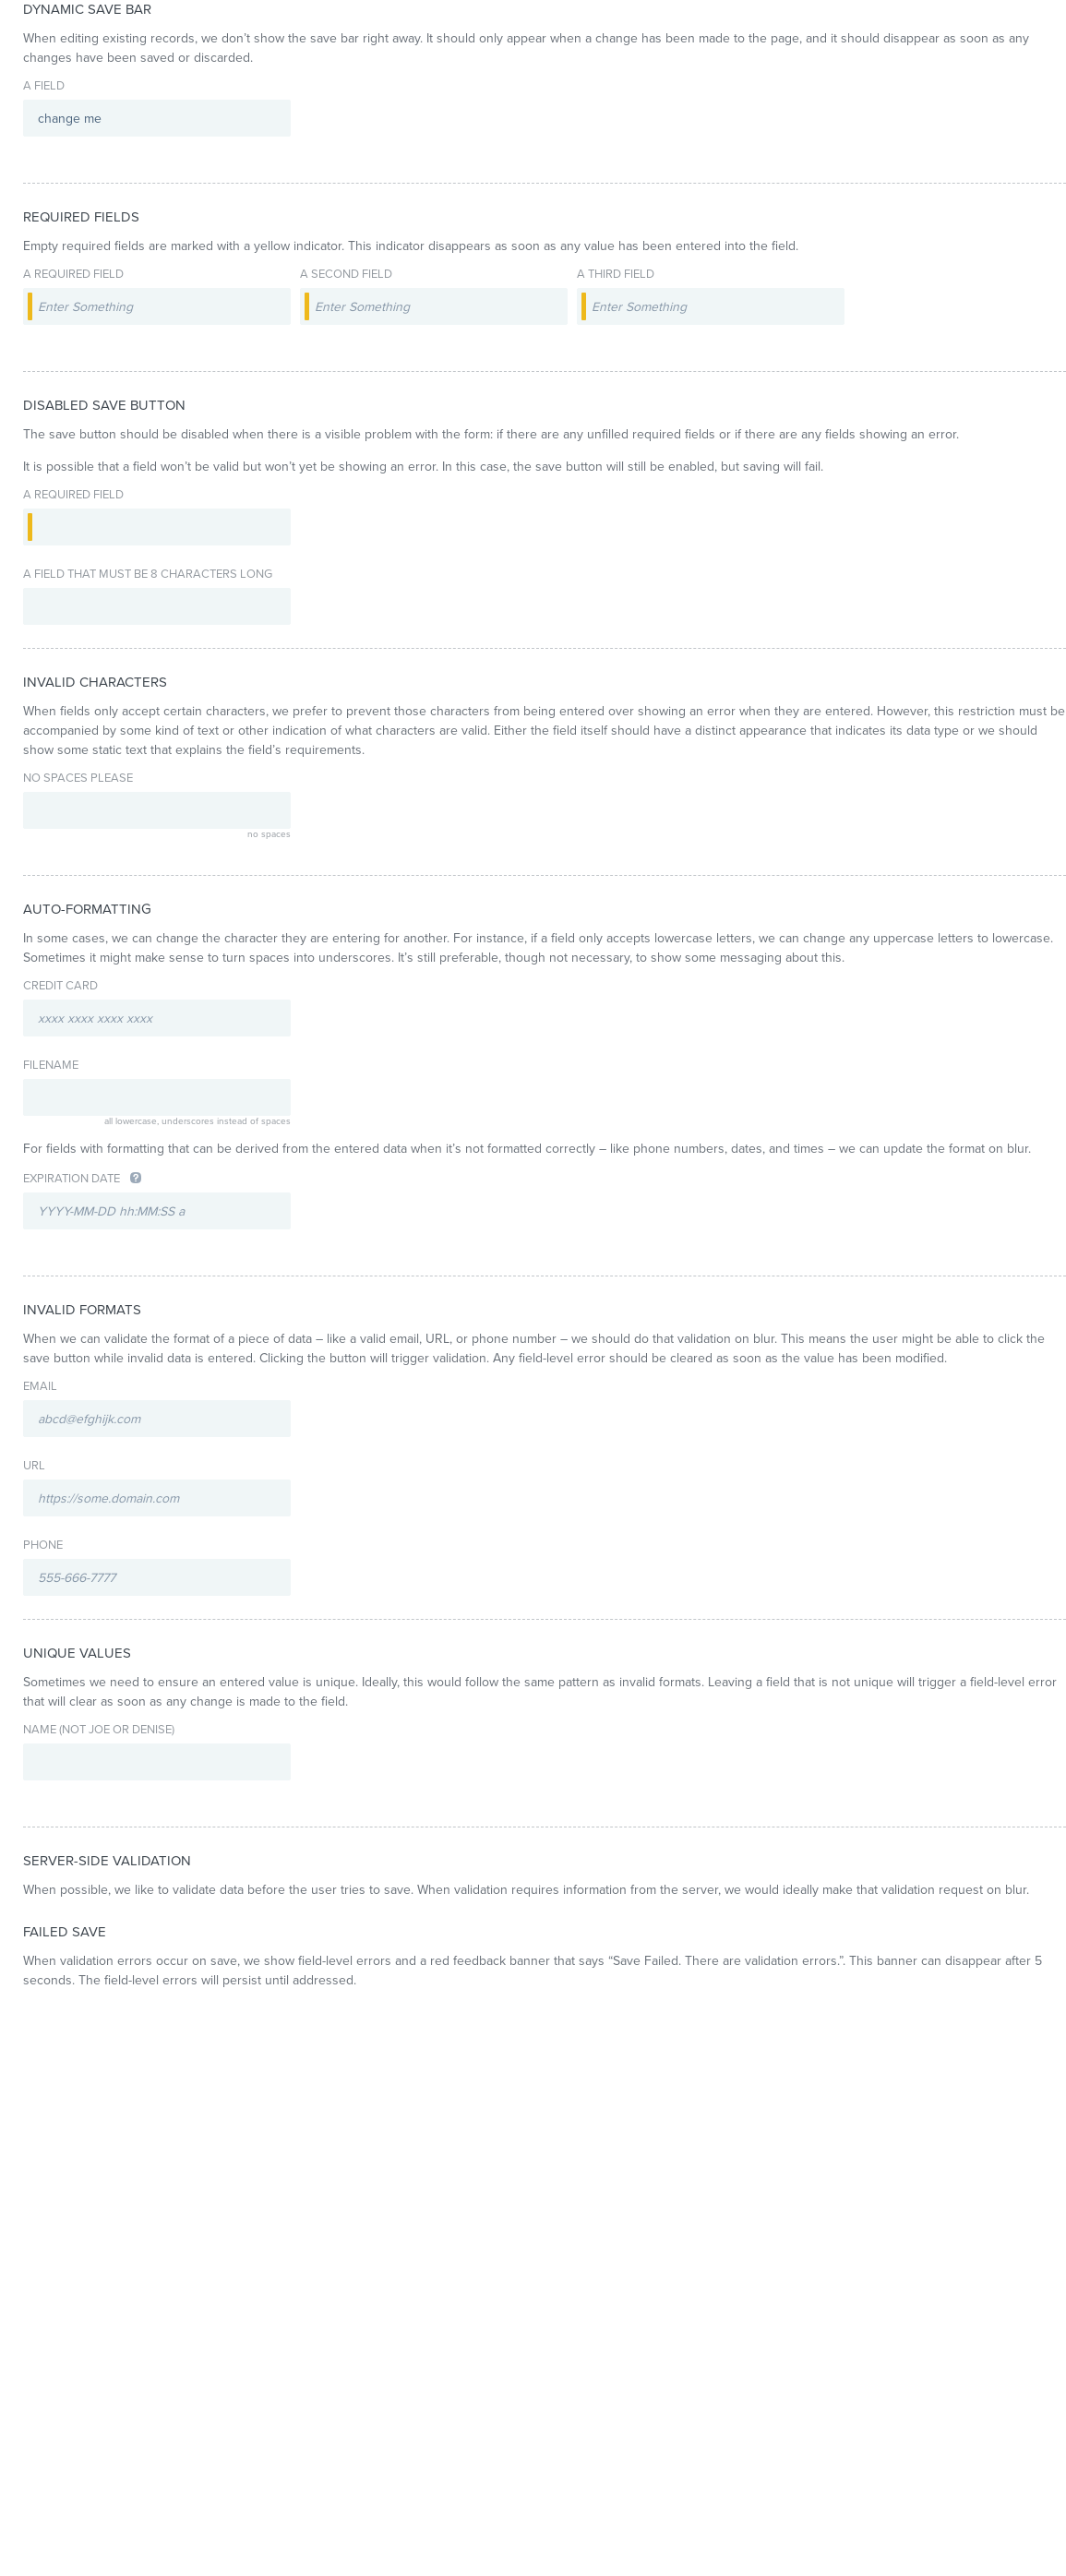 DYNAMIC SAVE BAR
When editing existing records, we don’t show the save bar right away. It should only appear when a change has been made to the page, and it should disappear as soon as any
changes have been saved or discarded.
A FIELD
change me
REQUIRED FIELDS
Empty required fields are marked with a yellow indicator. This indicator disappears as soon as any value has been entered into the field.
A REQUIRED FIELD A SECOND FIELD A THIRD FIELD
Enter Something Enter Something Enter Something
DISABLED SAVE BUTTON
The save button should be disabled when there is a visible problem with the form: if there are any unfilled required fields or if there are any fields showing an error.
It is possible that a field won’t be valid but won’t yet be showing an error. In this case, the save button will still be enabled, but saving will fail.
A REQUIRED FIELD
A FIELD THAT MUST BE 8 CHARACTERS LONG
INVALID CHARACTERS
When fields only accept certain characters, we prefer to prevent those characters from being entered over showing an error when they are entered. However, this restriction must be
accompanied by some kind of text or other indication of what characters are valid. Either the field itself should have a distinct appearance that indicates its data type or we should
show some static text that explains the field’s requirements.
NO SPACES PLEASE
no spaces
AUTO-FORMATTING
In some cases, we can change the character they are entering for another. For instance, if a field only accepts lowercase letters, we can change any uppercase letters to lowercase.
Sometimes it might make sense to turn spaces into underscores. It’s still preferable, though not necessary, to show some messaging about this.
CREDIT CARD
xxxx xxxx xxxx xxxx
FILENAME
all lowercase, underscores instead of spaces
For fields with formatting that can be derived from the entered data when it’s not formatted correctly – like phone numbers, dates, and times – we can update the format on blur.
EXPIRATION DATE ?
YYYY-MM-DD hh:MM:SS a
INVALID FORMATS
When we can validate the format of a piece of data – like a valid email, URL, or phone number – we should do that validation on blur. This means the user might be able to click the
save button while invalid data is entered. Clicking the button will trigger validation. Any field-level error should be cleared as soon as the value has been modified.
EMAIL
abcd@efghijk.com
URL
https://some.domain.com
PHONE
555-666-7777
UNIQUE VALUES
Sometimes we need to ensure an entered value is unique. Ideally, this would follow the same pattern as invalid formats. Leaving a field that is not unique will trigger a field-level error
that will clear as soon as any change is made to the field.
NAME (NOT JOE OR DENISE)
SERVER-SIDE VALIDATION
When possible, we like to validate data before the user tries to save. When validation requires information from the server, we would ideally make that validation request on blur.
FAILED SAVE
When validation errors occur on save, we show field-level errors and a red feedback banner that says “Save Failed. There are validation errors.”. This banner can disappear after 5
seconds. The field-level errors will persist until addressed.